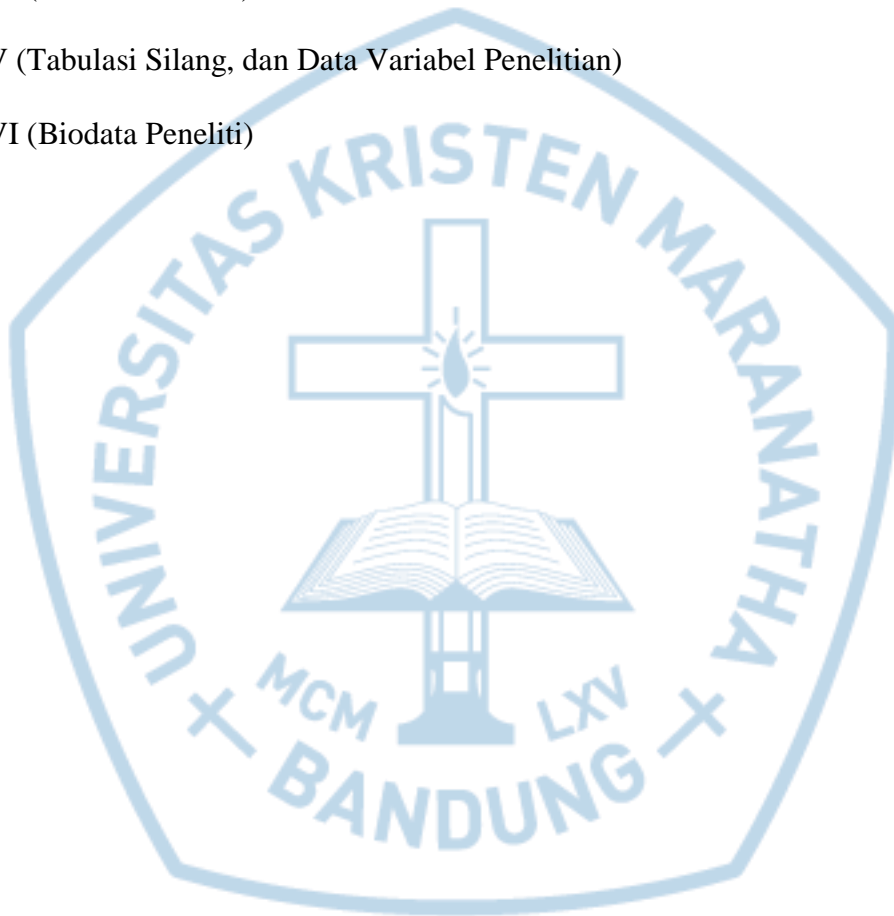 V (Tabulasi Silang, dan Data Variabel Penelitian)
VI (Biodata Peneliti)
UNIVERSITAS KRISTEN MARANATHA
MCM LXV
BANDUNG